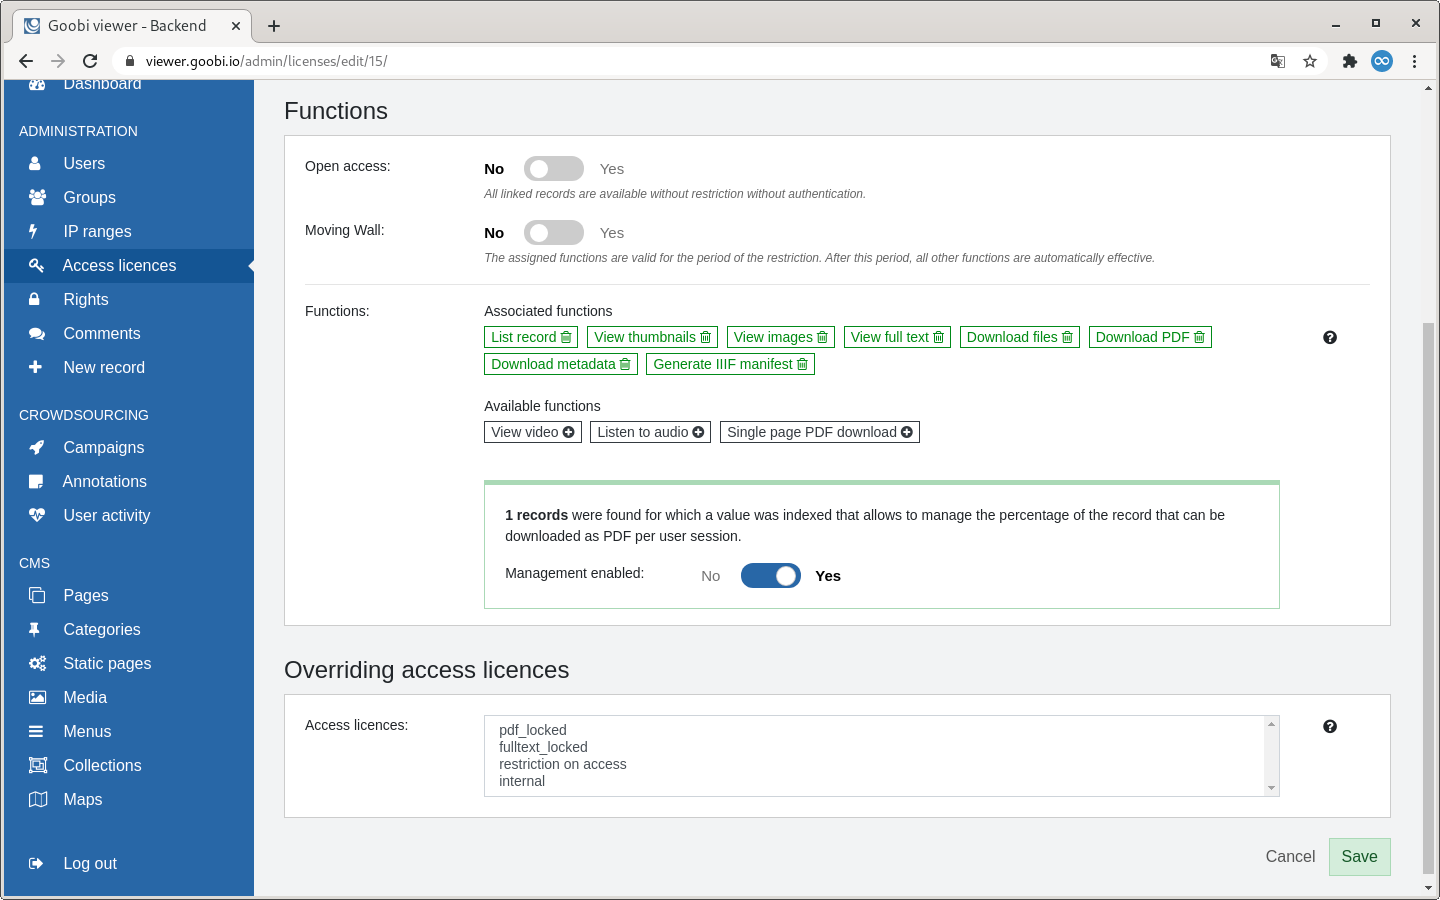 Goobi viewer - Backend
viewer.goobi.io/admin/licenses/edit/15/
Dashboard
ADMINISTRATION
Users
Groups
IP ranges
Access licences
Rights
Comments
New record
CROWDSOURCING
Campaigns
Annotations
User activity
CMS
Pages
Categories
Static pages
Media
Menus
Collections
Maps
Log out
Functions
Open access:
No Yes
All linked records are available without restriction without authentication.
Moving Wall:
No Yes
The assigned functions are valid for the period of the restriction. After this period, all other functions are automatically effective.
Functions:
Associated functions
List record View thumbnails View images View full text Download files Download PDF
Download metadata Generate IIIF manifest
Available functions
View video Listen to audio Single page PDF download
1 records were found for which a value was indexed that allows to manage the percentage of the record that can be
downloaded as PDF per user session.
Management enabled: No Yes
Overriding access licences
Access licences:
pdf_locked
fulltext_locked
restriction on access
internal
Cancel Save